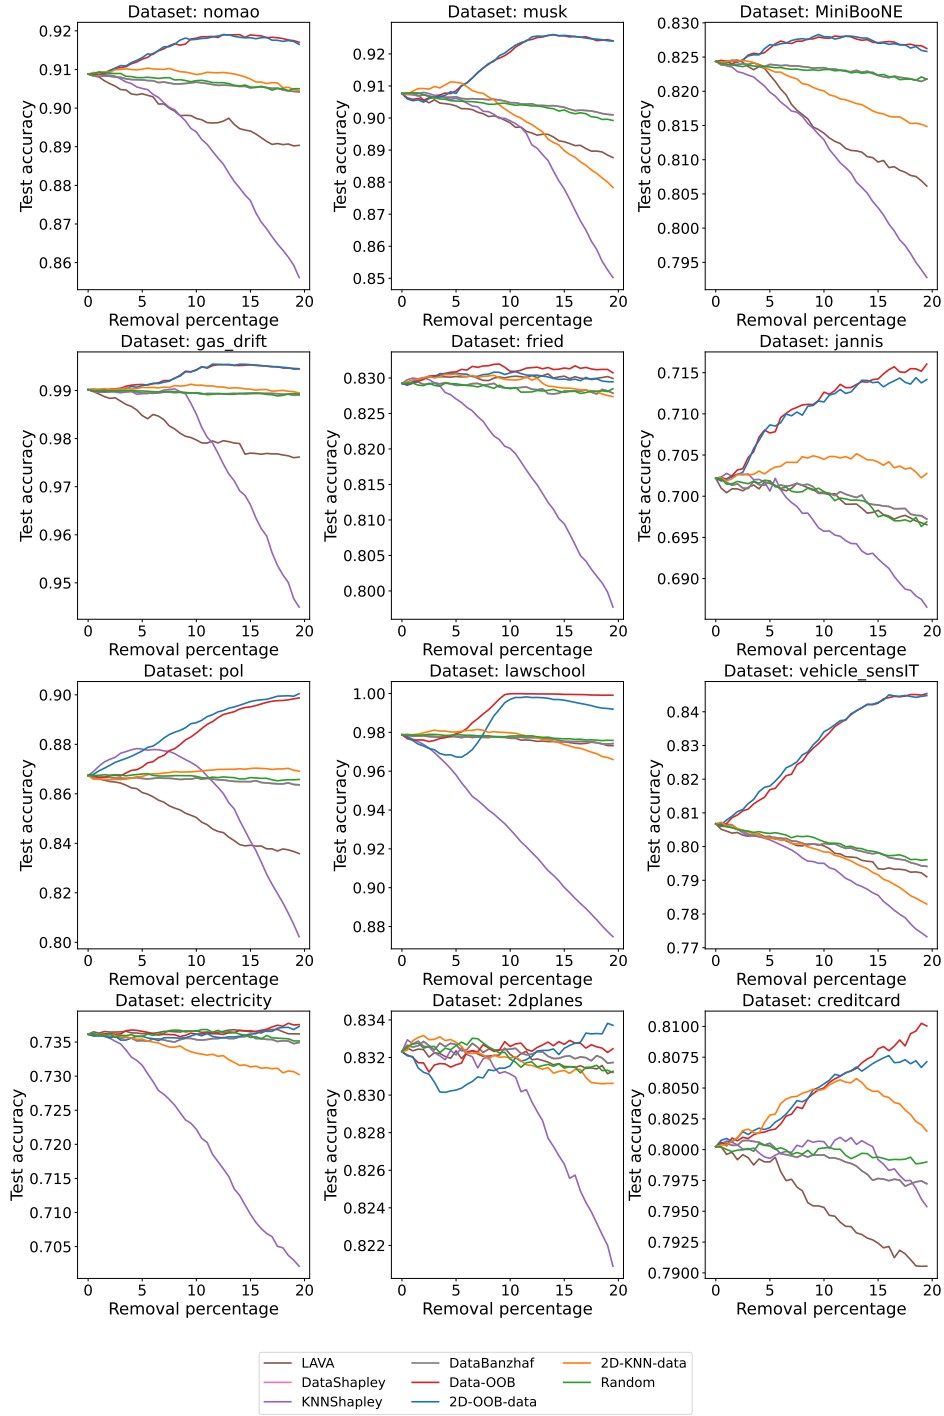 Dataset: nomao
Test accuracy
0.92
0.91
0.90
0.89
0.88
0.87
0.86
0 5 10 15 20
Removal percentage
Dataset: musk
Test accuracy
0.92
0.91
0.90
0.89
0.88
0.87
0.86
0.85
0 5 10 15 20
Removal percentage
Dataset: MiniBooNE
Test accuracy
0.830
0.825
0.820
0.815
0.810
0.805
0.800
0.795
0 5 10 15 20
Removal percentage
Dataset: gas_drift
Test accuracy
0.99
0.98
0.97
0.96
0.95
0 5 10 15 20
Removal percentage
Dataset: fried
Test accuracy
0.830
0.825
0.820
0.815
0.810
0.805
0.800
0 5 10 15 20
Removal percentage
Dataset: jannis
Test accuracy
0.715
0.710
0.705
0.700
0.695
0.690
0 5 10 15 20
Removal percentage
Dataset: pol
Test accuracy
0.90
0.88
0.86
0.84
0.82
0.80
0 5 10 15 20
Removal percentage
Dataset: lawschool
Test accuracy
1.00
0.98
0.96
0.94
0.92
0.90
0.88
0 5 10 15 20
Removal percentage
Dataset: vehicle_sensIT
Test accuracy
0.84
0.83
0.82
0.81
0.80
0.79
0.78
0.77
0 5 10 15 20
Removal percentage
Dataset: electricity
Test accuracy
0.735
0.730
0.725
0.720
0.715
0.710
0.705
0 5 10 15 20
Removal percentage
Dataset: 2dplanes
Test accuracy
0.834
0.832
0.830
0.828
0.826
0.824
0.822
0 5 10 15 20
Removal percentage
Dataset: creditcard
Test accuracy
0.8100
0.8075
0.8050
0.8025
0.8000
0.7975
0.7950
0.7925
0.7900
0 5 10 15 20
Removal percentage
LAVA
DataShapley
KNNShapley
DataBanzhaf
Data-OOB
2D-OOB-data
2D-KNN-data
Random